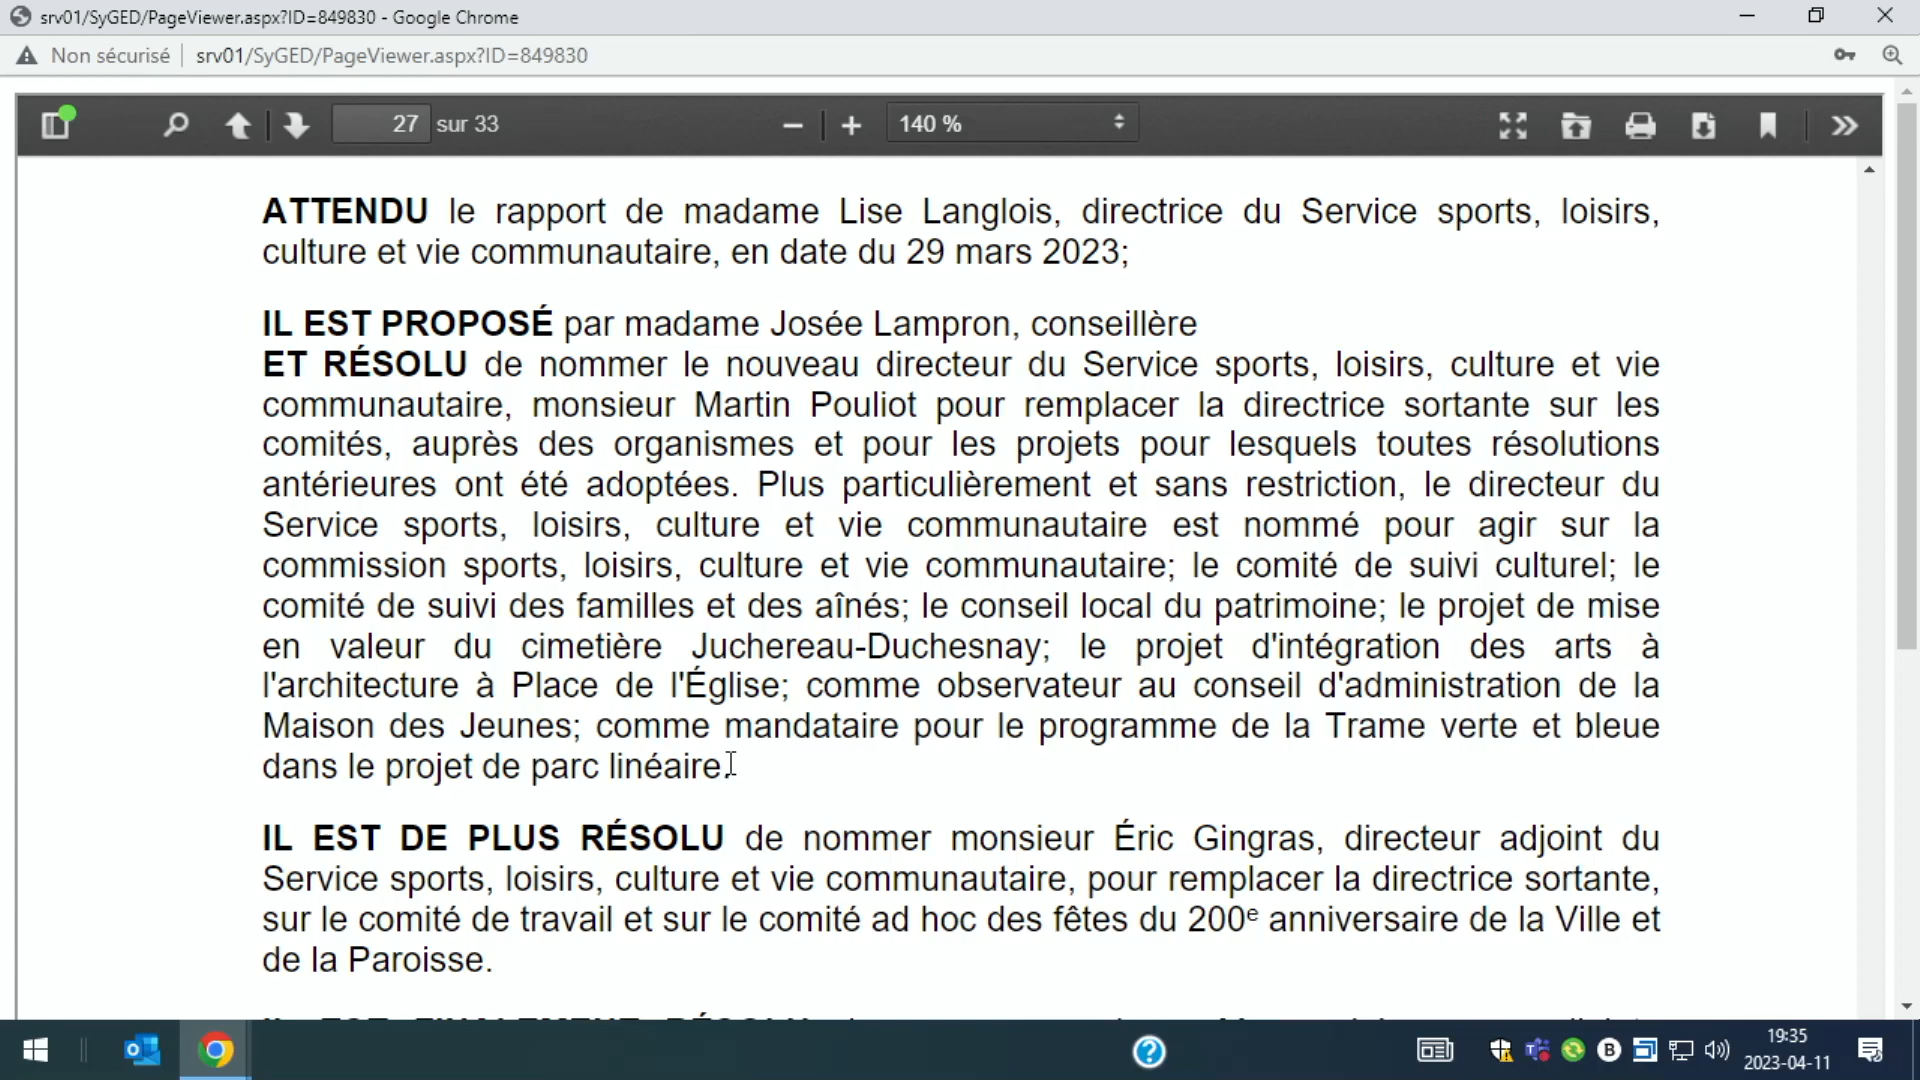 srv01/SyGED/PageViewer.aspx?ID=849830 - Google Chrome
Non sécurisé srv01/SyGED/PageViewer.aspx?ID=849830
27 sur 33 140 %
ATTENDU le rapport de madame Lise Langlois, directrice du Service sports, loisirs,
culture et vie communautaire, en date du 29 mars 2023;
IL EST PROPOSÉ par madame Josée Lampron, conseillère
ET RÉSOLU de nommer le nouveau directeur du Service sports, loisirs, culture et vie
communautaire, monsieur Martin Pouliot pour remplacer la directrice sortante sur les
comités, auprès des organismes et pour les projets pour lesquels toutes résolutions
antérieures ont été adoptées. Plus particulièrement et sans restriction, le directeur du
Service sports, loisirs, culture et vie communautaire est nommé pour agir sur la
commission sports, loisirs, culture et vie communautaire; le comité de suivi culturel; le
comité de suivi des familles et des aînés; le conseil local du patrimoine; le projet de mise
en valeur du cimetière Juchereau-Duchesnay; le projet d'intégration des arts à
l'architecture à Place de l'Église; comme observateur au conseil d'administration de la
Maison des Jeunes; comme mandataire pour le programme de la Trame verte et bleue
dans le projet de parc linéaire.
IL EST DE PLUS RÉSOLU de nommer monsieur Éric Gingras, directeur adjoint du
Service sports, loisirs, culture et vie communautaire, pour remplacer la directrice sortante,
sur le comité de travail et sur le comité ad hoc des fêtes du 200e anniversaire de la Ville et
de la Paroisse.
IL EST FINALEMENT RÉSOLU
19:35
2023-04-11